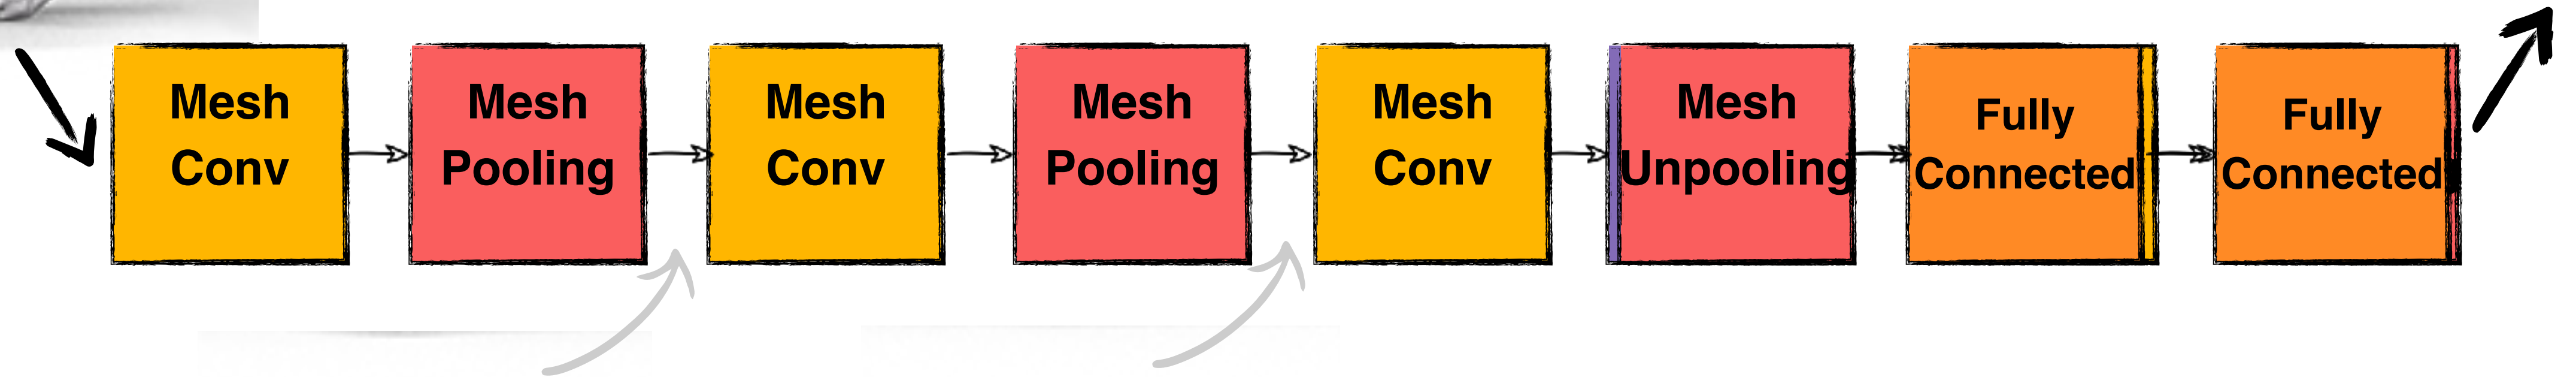 Mesh
Conv
Mesh
Pooling
Mesh
Conv
Mesh
Pooling
Mesh
Conv
Mesh
Unpooling
Fully
Connected
Fully
Connected